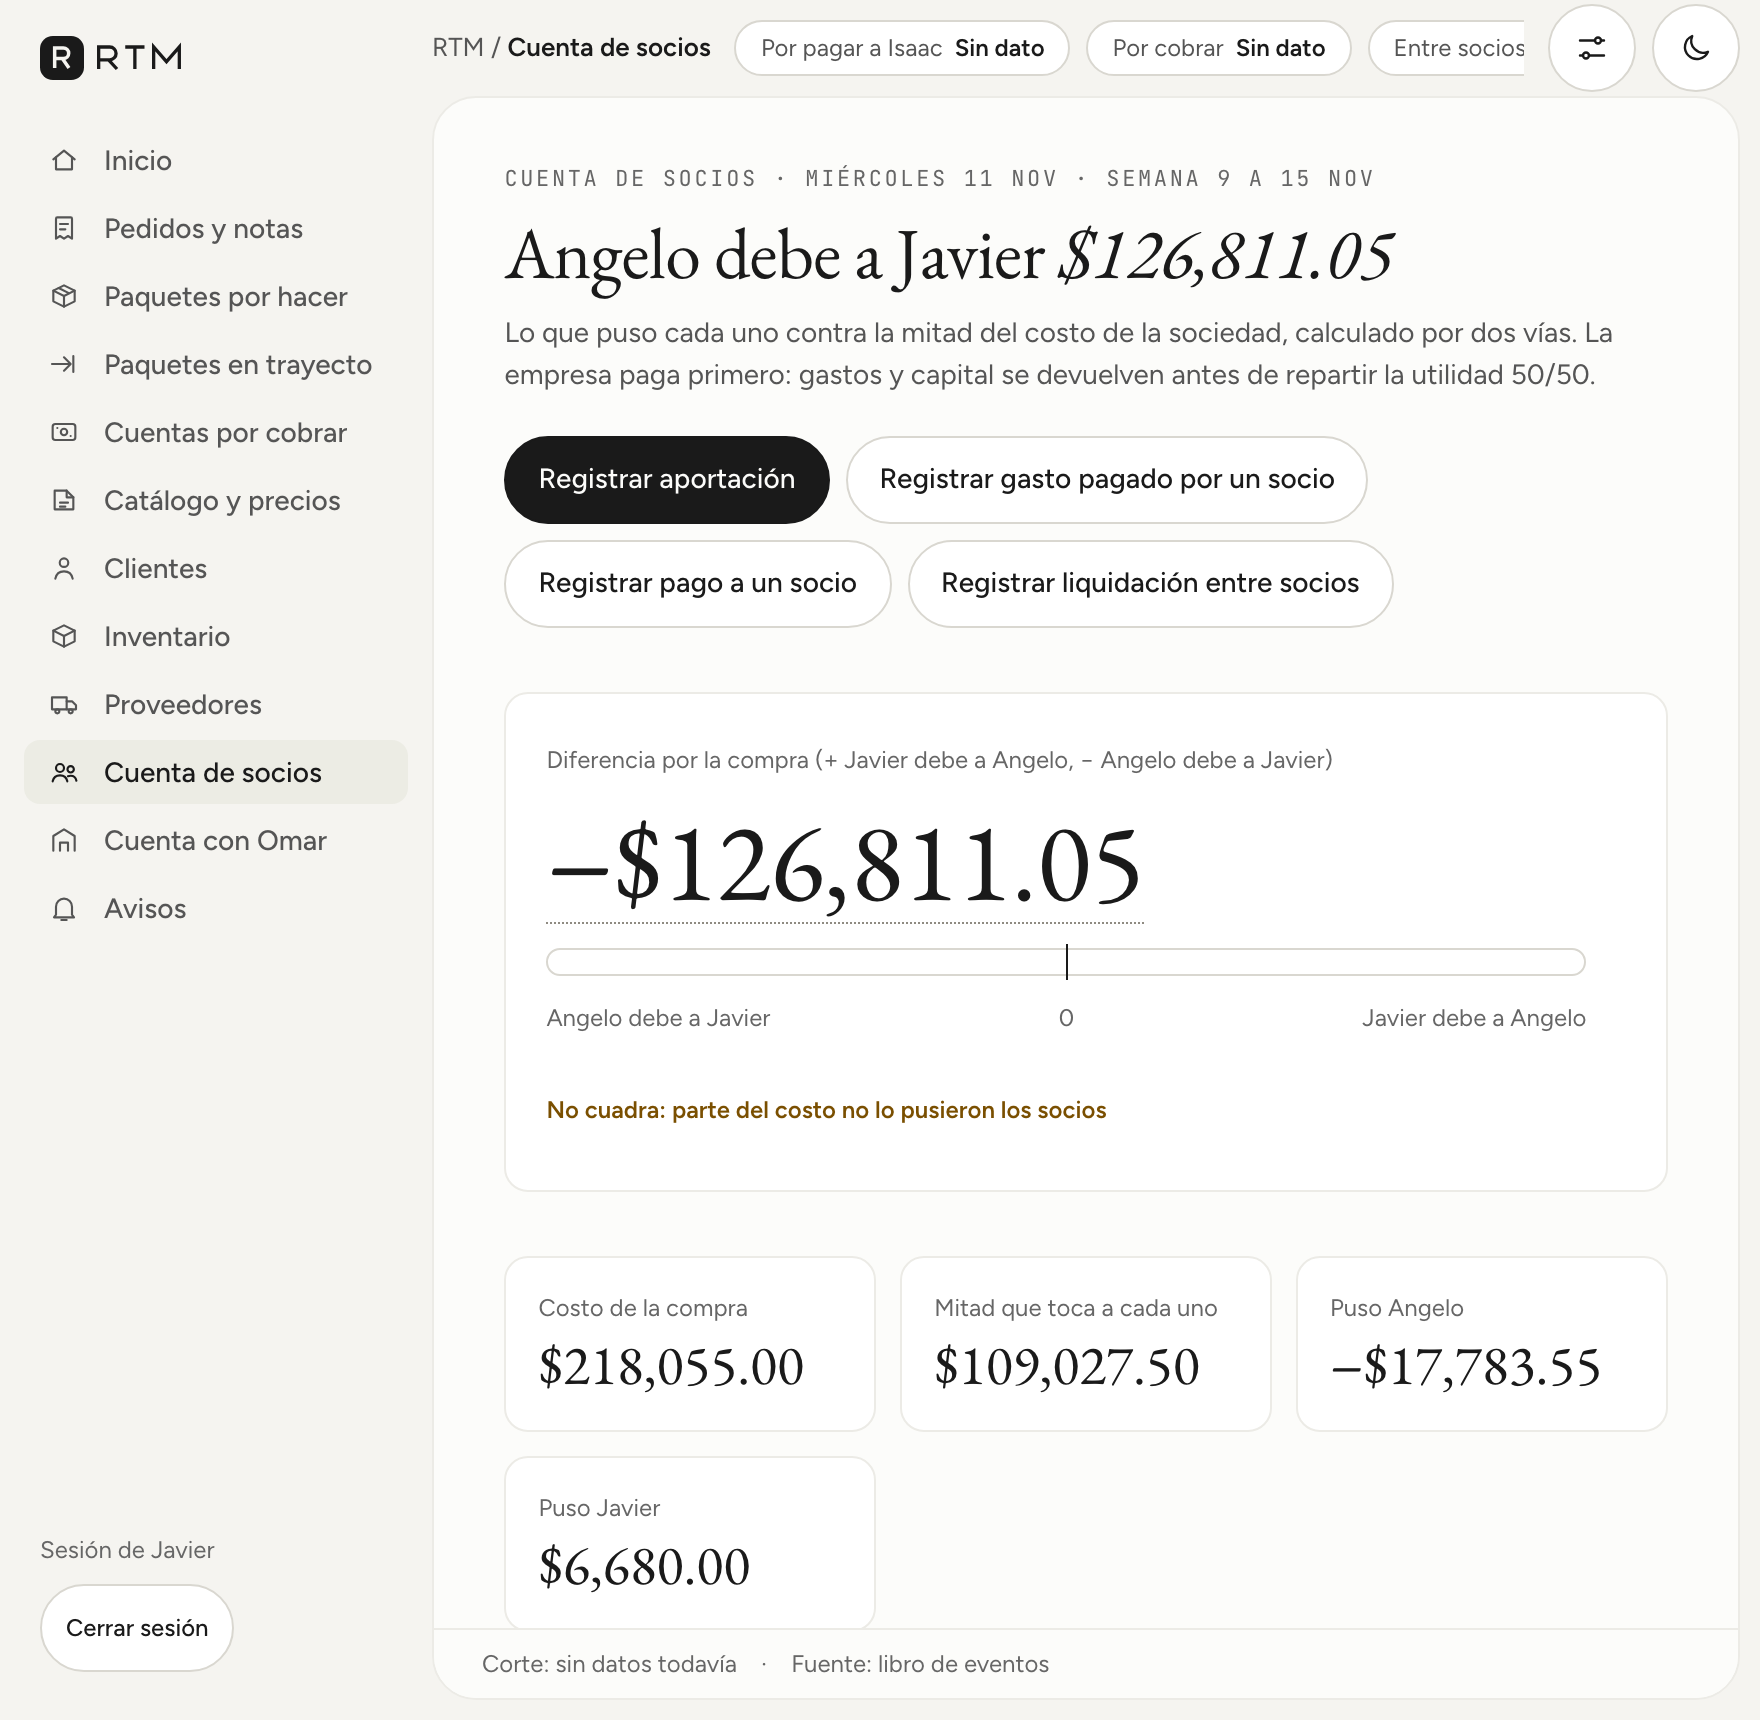 R RTM
Inicio
Pedidos y notas
Paquetes por hacer
Paquetes en trayecto
Cuentas por cobrar
Catálogo y precios
Clientes
Inventario
Proveedores
Cuenta de socios
Cuenta con Omar
Avisos
Sesión de Javier
Cerrar sesión
RTM / Cuenta de socios
Por pagar a Isaac Sin dato
Por cobrar Sin dato
Entre socios
CUENTA DE SOCIOS · MIÉRCOLES 11 NOV · SEMANA 9 A 15 NOV
Angelo debe a Javier $126,811.05
Lo que puso cada uno contra la mitad del costo de la sociedad, calculado por dos vías. La
empresa paga primero: gastos y capital se devuelven antes de repartir la utilidad 50/50.
Registrar aportación
Registrar gasto pagado por un socio
Registrar pago a un socio
Registrar liquidación entre socios
Diferencia por la compra (+ Javier debe a Angelo, − Angelo debe a Javier)
−$126,811.05
Angelo debe a Javier
0
Javier debe a Angelo
No cuadra: parte del costo no lo pusieron los socios
Costo de la compra
$218,055.00
Mitad que toca a cada uno
$109,027.50
Puso Angelo
−$17,783.55
Puso Javier
$6,680.00
Corte: sin datos todavía · Fuente: libro de eventos